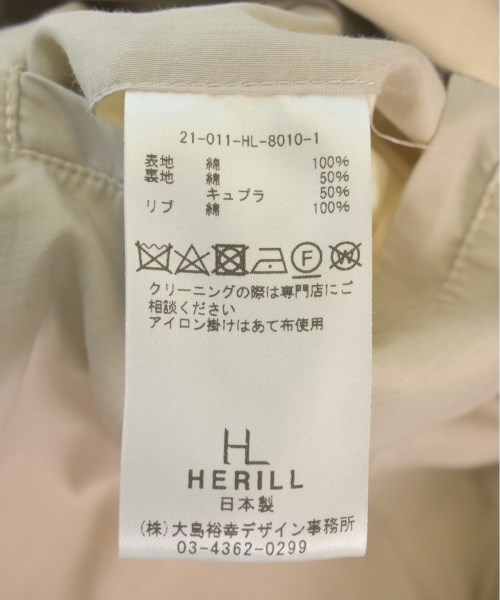 21-011-HL-8010-1
表地 綿 100%
裏地 綿 50%
キュプラ 50%
リブ 綿 100%
F W
クリーニングの際は専門店にご
相談ください
アイロン掛けはあて布使用
HL
HERILL
日本製
(株)大島裕幸デザイン事務所
03-4362-0299